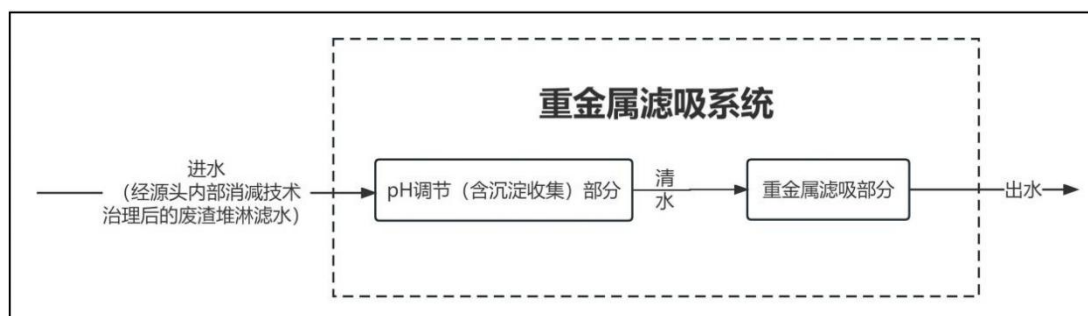 重金属滤吸系统
进水
（经源头内部消减技术
治理后的废渣堆淋滤水）
pH调节（含沉淀收集）部分
清
水
重金属滤吸部分
出水